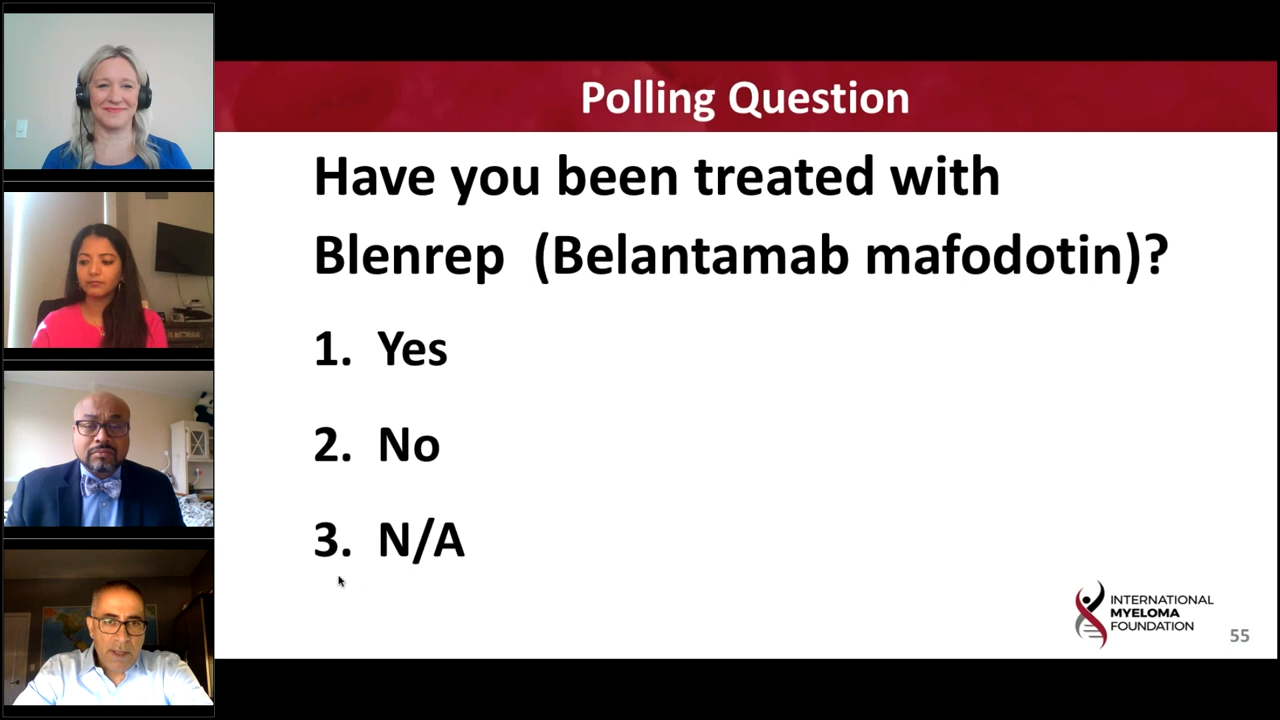 Polling Question
Have you been treated with
Blenrep (Belantamab mafodotin)?
1. Yes
2. No
3. N/A
INTERNATIONAL
MYELOMA
FOUNDATION
55